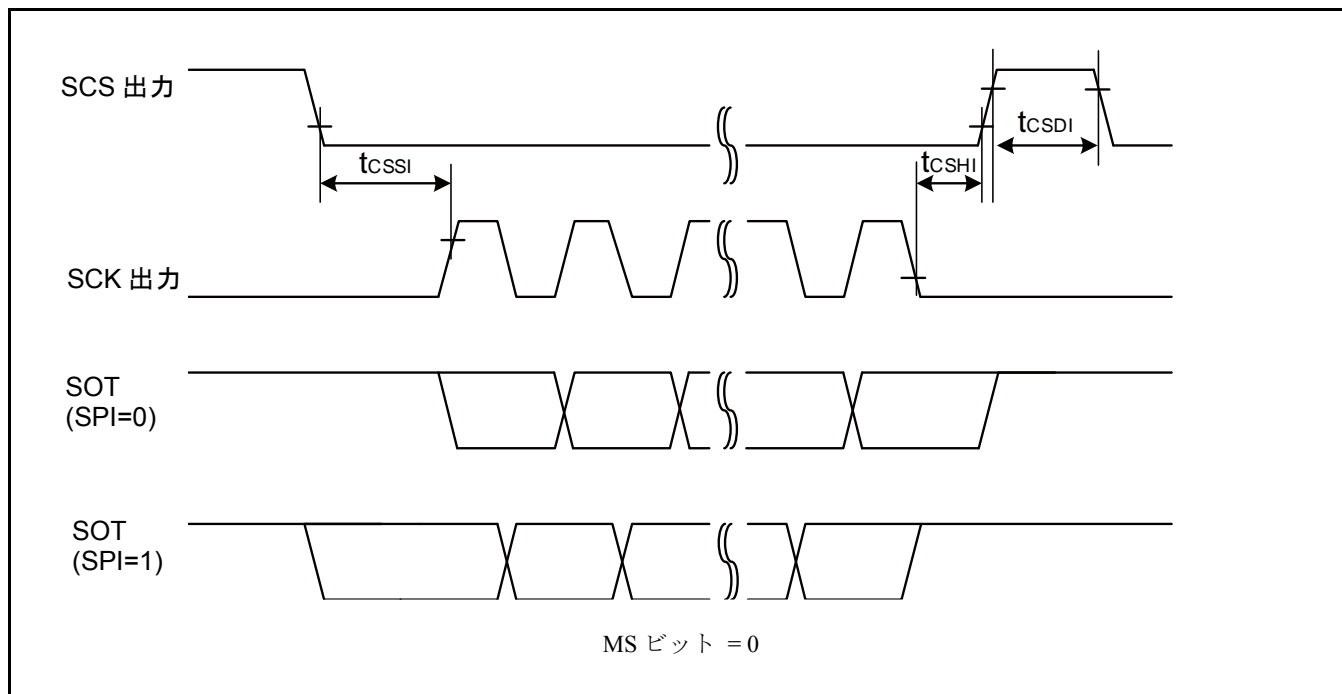 SCS 出力
tCSDI
tCSSI
tCSHI
SCK 出力
SOT
(SPI=0)
SOT
(SPI=1)
MS ビット = 0